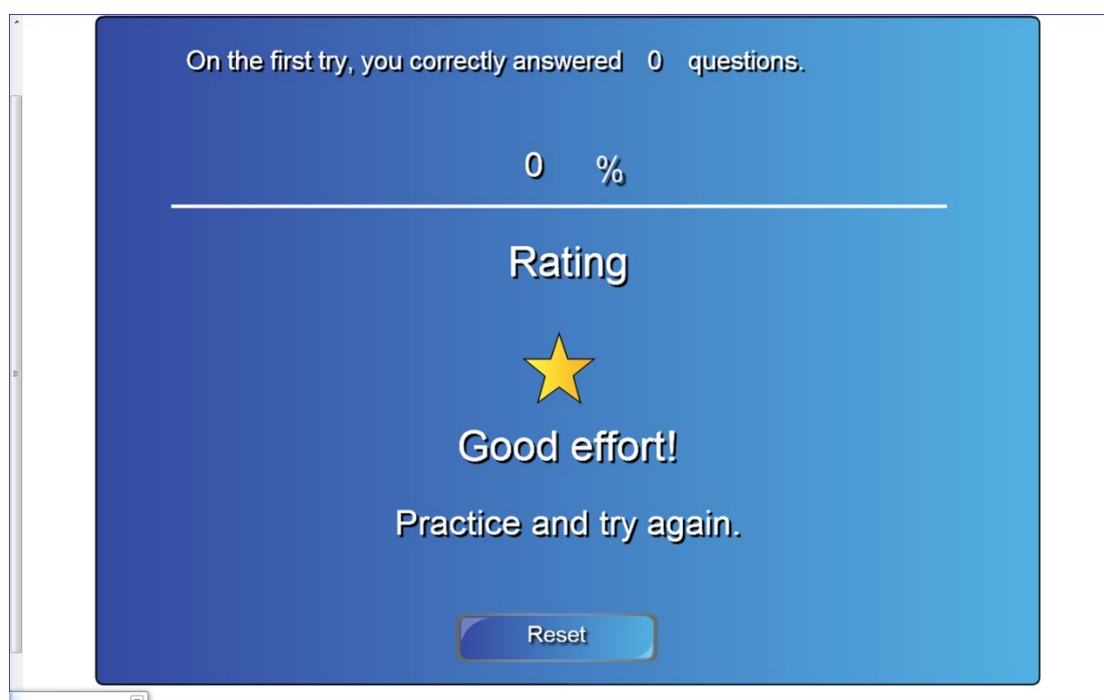 On the first try, you correctly answered 0 questions.
0 %
Rating
Good effort!
Practice and try again.
Reset